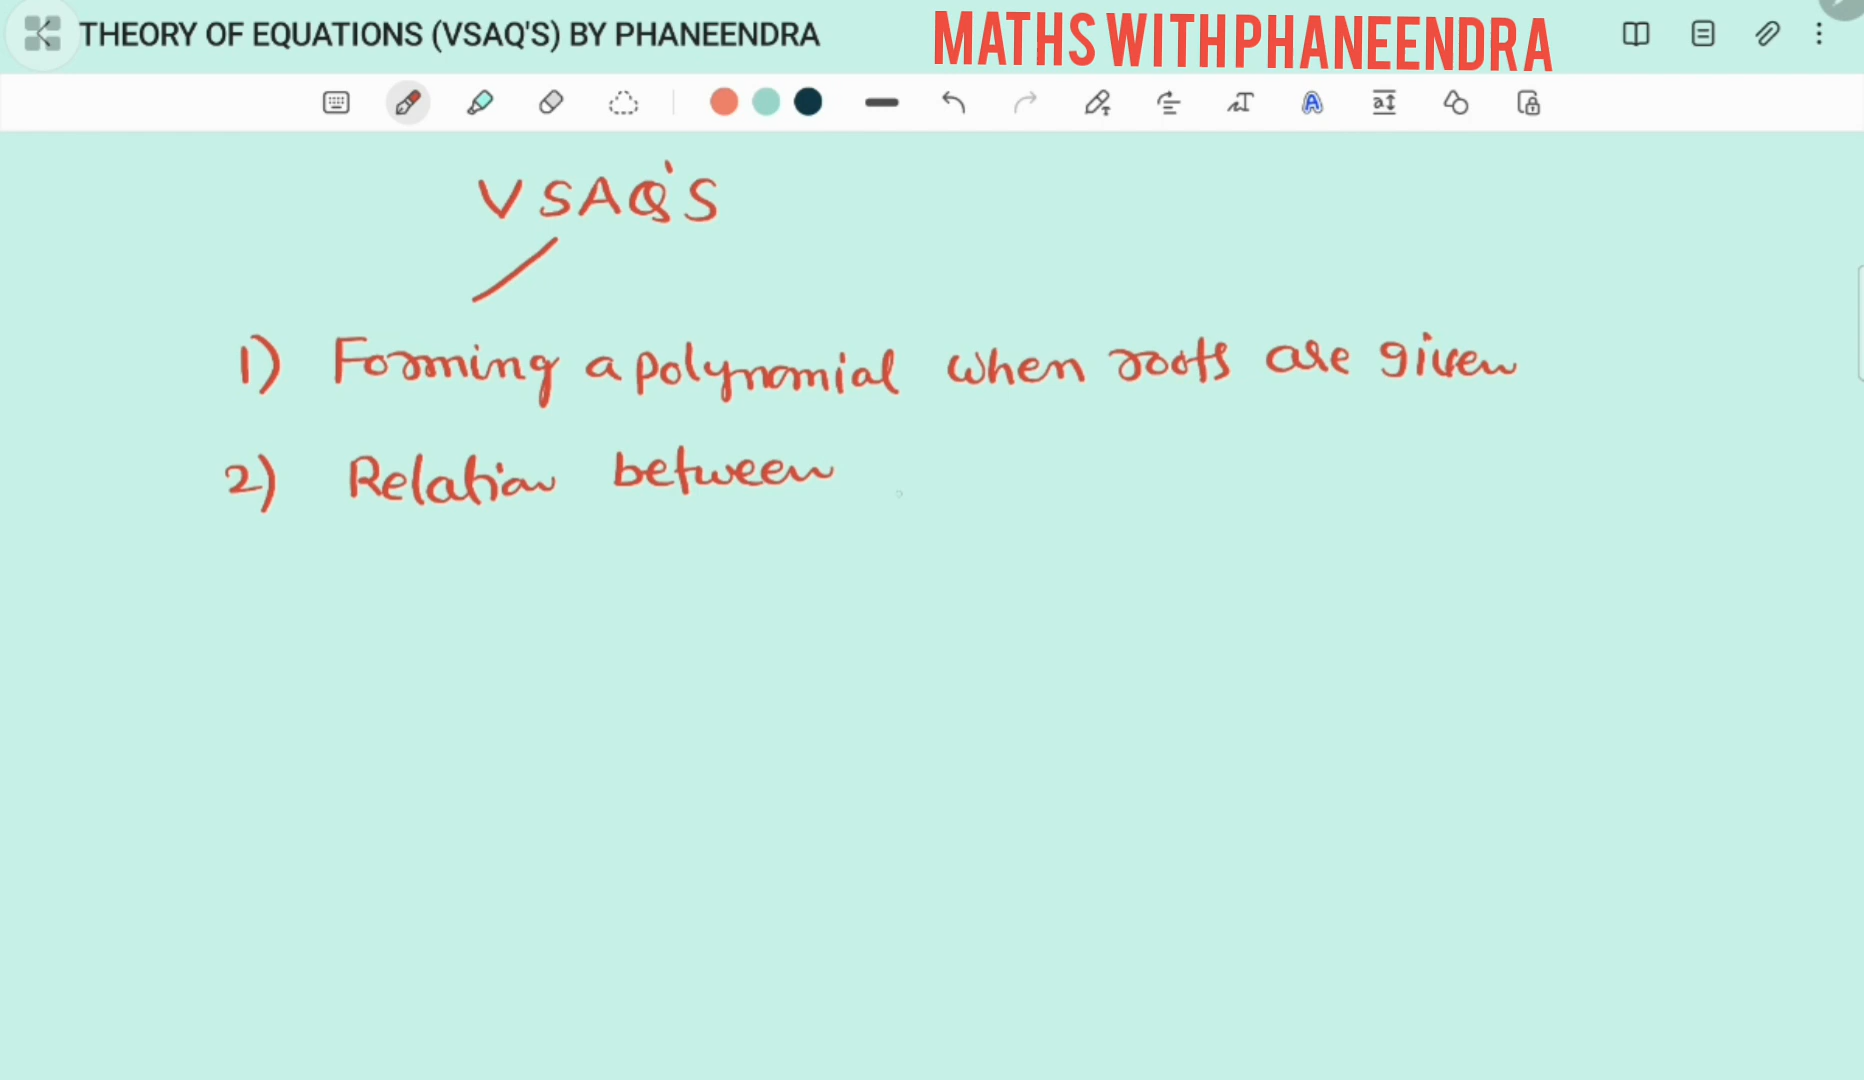 THEORY OF EQUATIONS (VSAQ'S) BY PHANEENDRA
MATHS WITH PHANEENDRA
VSAQ'S
1) Forming a polynomial when roots are given
2) Relation between